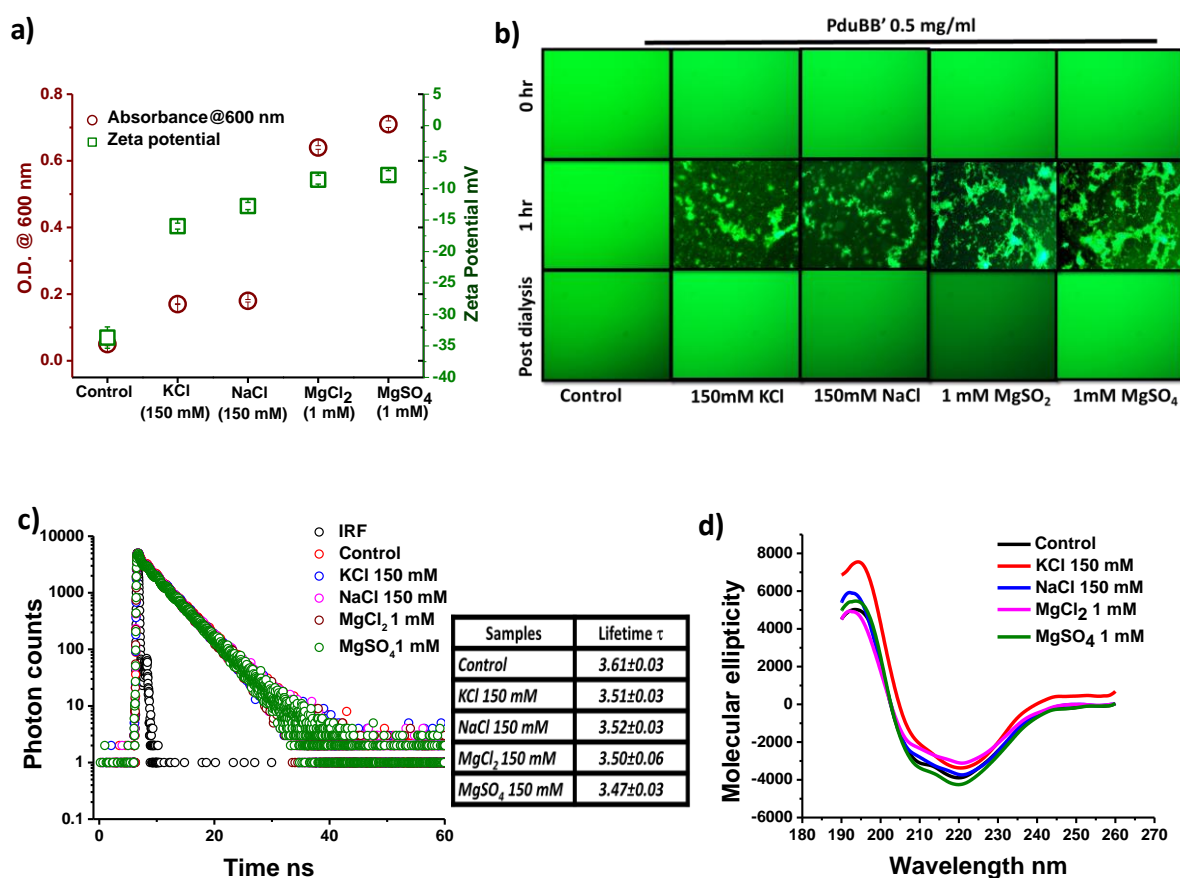 a)
0.8
0.6
0.4
0.2
0.0
O.D. @ 600 nm
Absorbance@600 nm
Zeta potential
5
0
-5
-10
-15
-20
-25
-30
-35
-40
Zeta Potential mV
Control
KCl
(150 mM)
NaCl
(150 mM)
MgCl2
(1 mM)
MgSO4
(1 mM)
b)
PduBB' 0.5 mg/ml
0 hr
1 hr
Post dialysis
Control
150mM KCl
150mM NaCl
1 mM MgSO2
1mM MgSO4
c)
10000
1000
100
10
1
0.1
Photon counts
IRF
Control
KCl 150 mM
NaCl 150 mM
MgCl2 1 mM
MgSO4 1 mM
0
20
40
60
Time ns
Samples Lifetime τ
Control 3.61±0.03
KCl 150 mM 3.51±0.03
NaCl 150 mM 3.52±0.03
MgCl2 150 mM 3.50±0.06
MgSO4 150 mM 3.47±0.03
d)
8000
6000
4000
2000
0
-2000
-4000
-6000
Molecular ellipticity
Control
KCl 150 mM
NaCl 150 mM
MgCl2 1 mM
MgSO4 1 mM
180
190
200
210
220
230
240
250
260
270
Wavelength nm